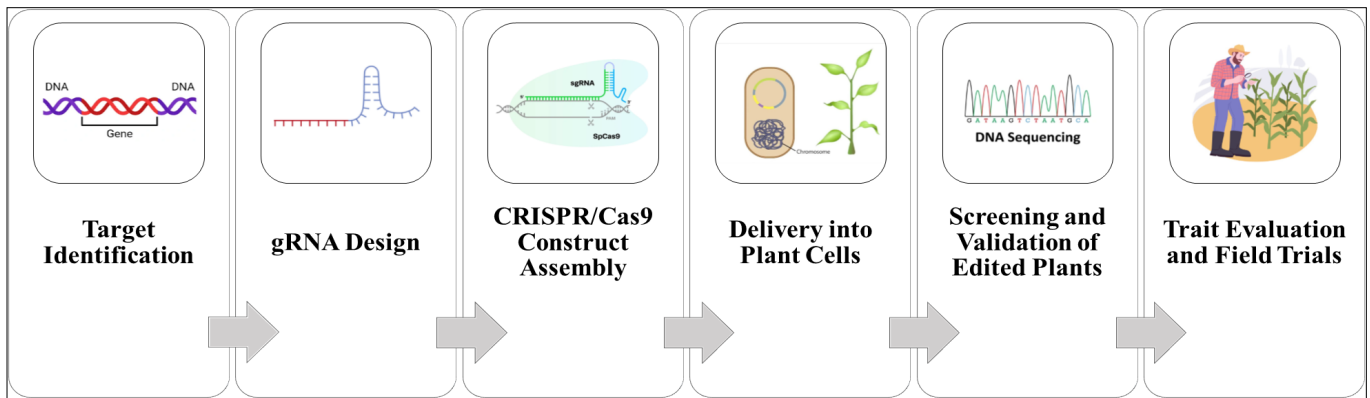 DNA
DNA
Gene
Target
Identification
gRNA Design
sgRNA
SpCas9
CRISPR/Cas9
Construct
Assembly
Chromosome
Delivery into
Plant Cells
GATAAGTCTAATGCA
DNA Sequencing
Screening and
Validation of
Edited Plants
Trait Evaluation
and Field Trials